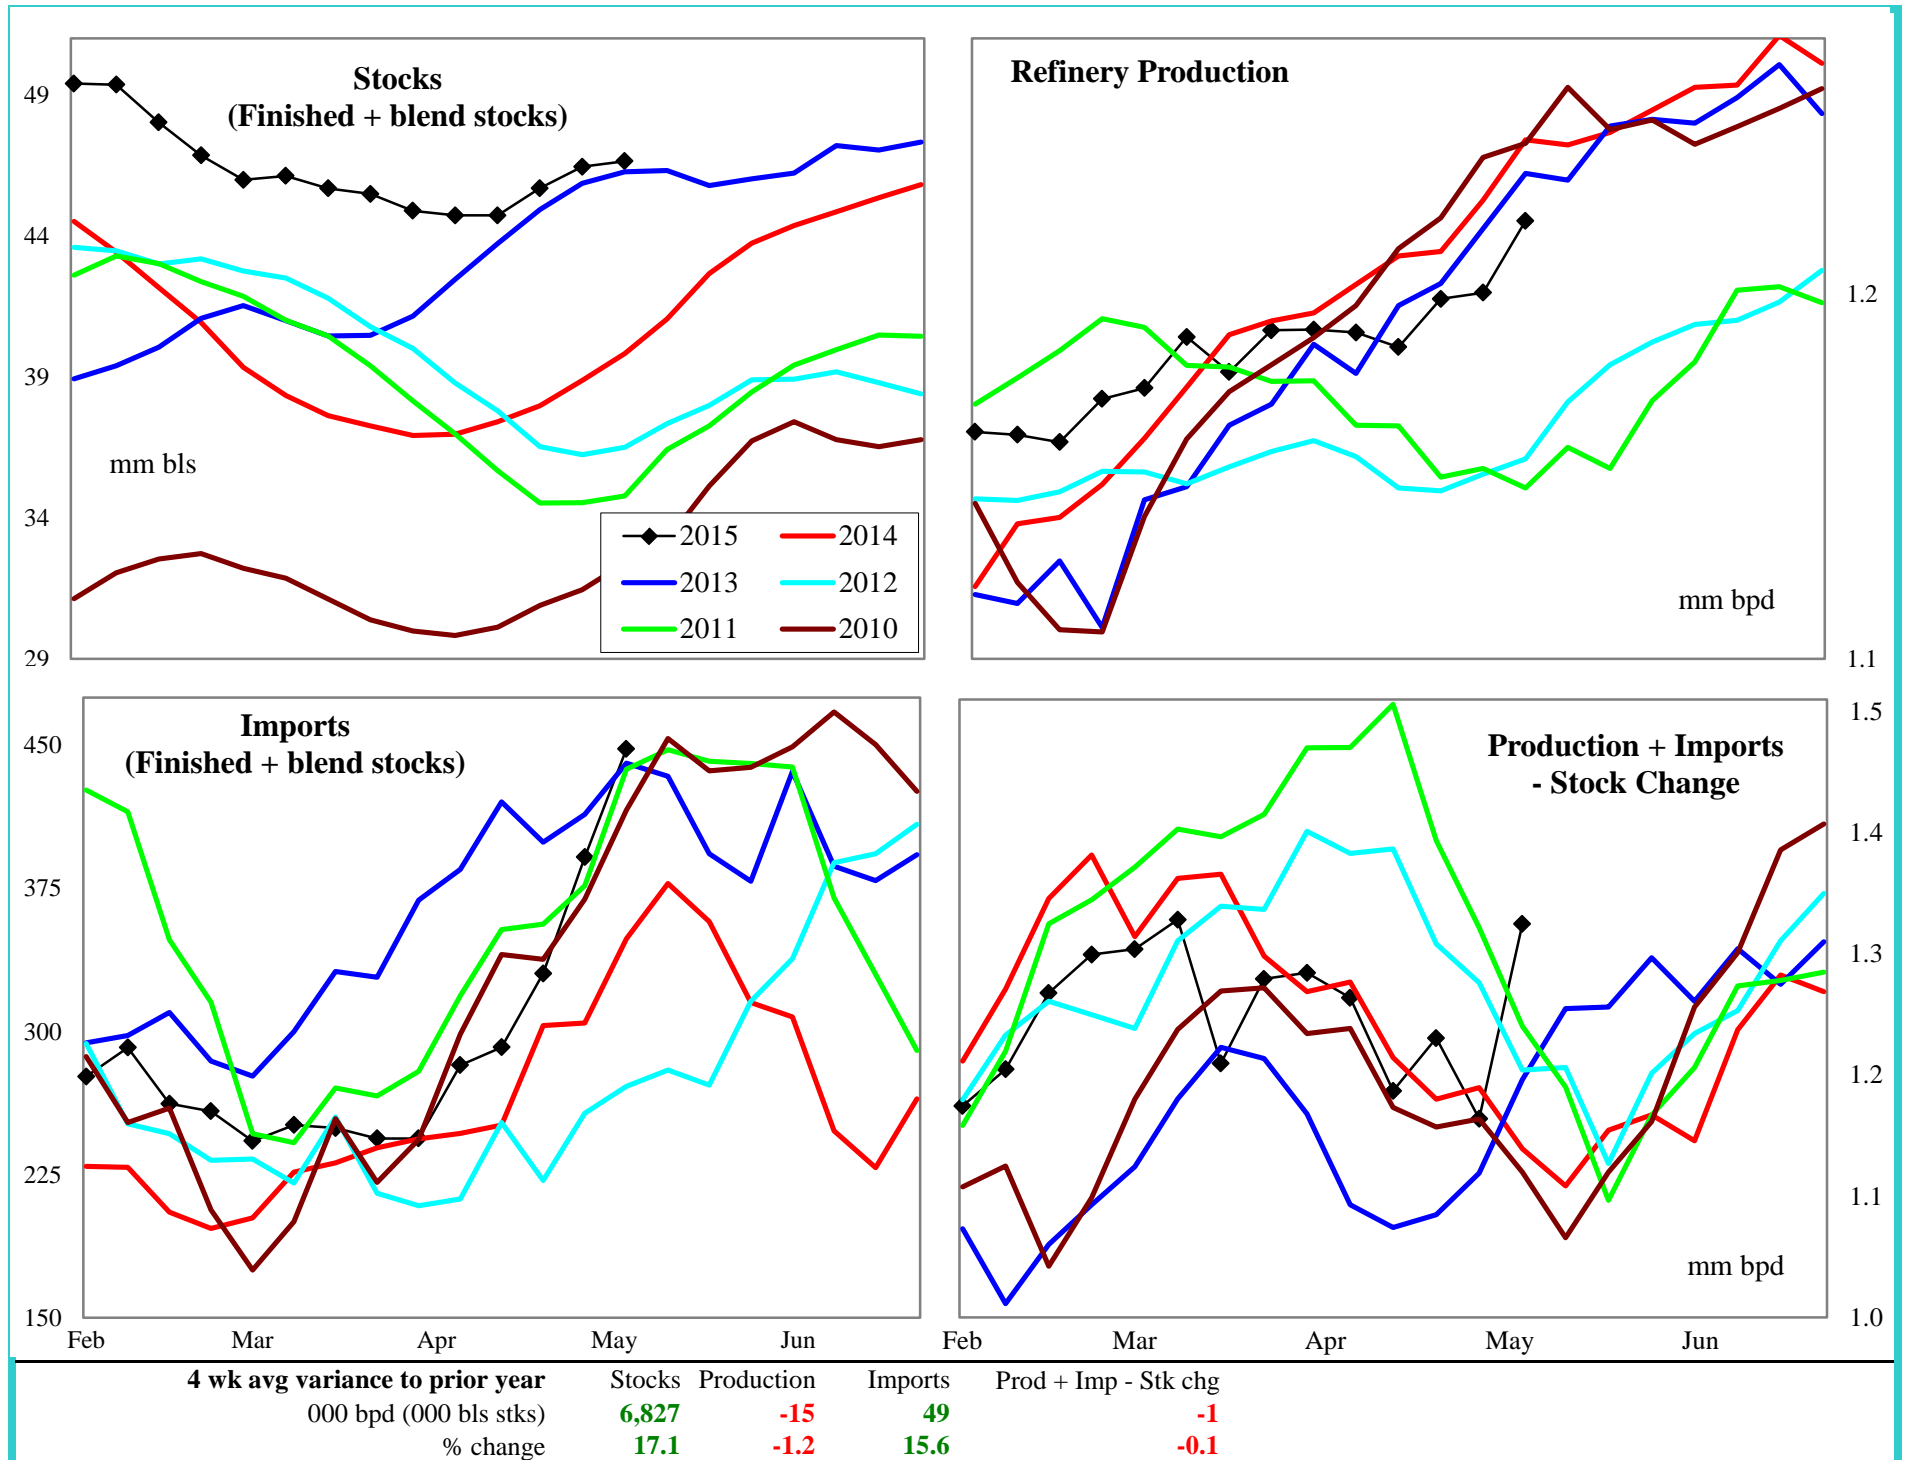 Stocks
(Finished + blend stocks)
49
44
39
34
29
mm bls
2015
2014
2013
2012
2011
2010
Refinery Production
1.2
1.1
mm bpd
Imports
(Finished + blend stocks)
450
375
300
225
150
Feb
Mar
Apr
May
Jun
Production + Imports
- Stock Change
1.5
1.4
1.3
1.2
1.1
1.0
mm bpd
Feb
Mar
Apr
May
Jun
4 wk avg variance to prior year Stocks Production Imports Prod + Imp - Stk chg
000 bpd (000 bls stks) 6,827 -15 49 -1
% change 17.1 -1.2 15.6 -0.1